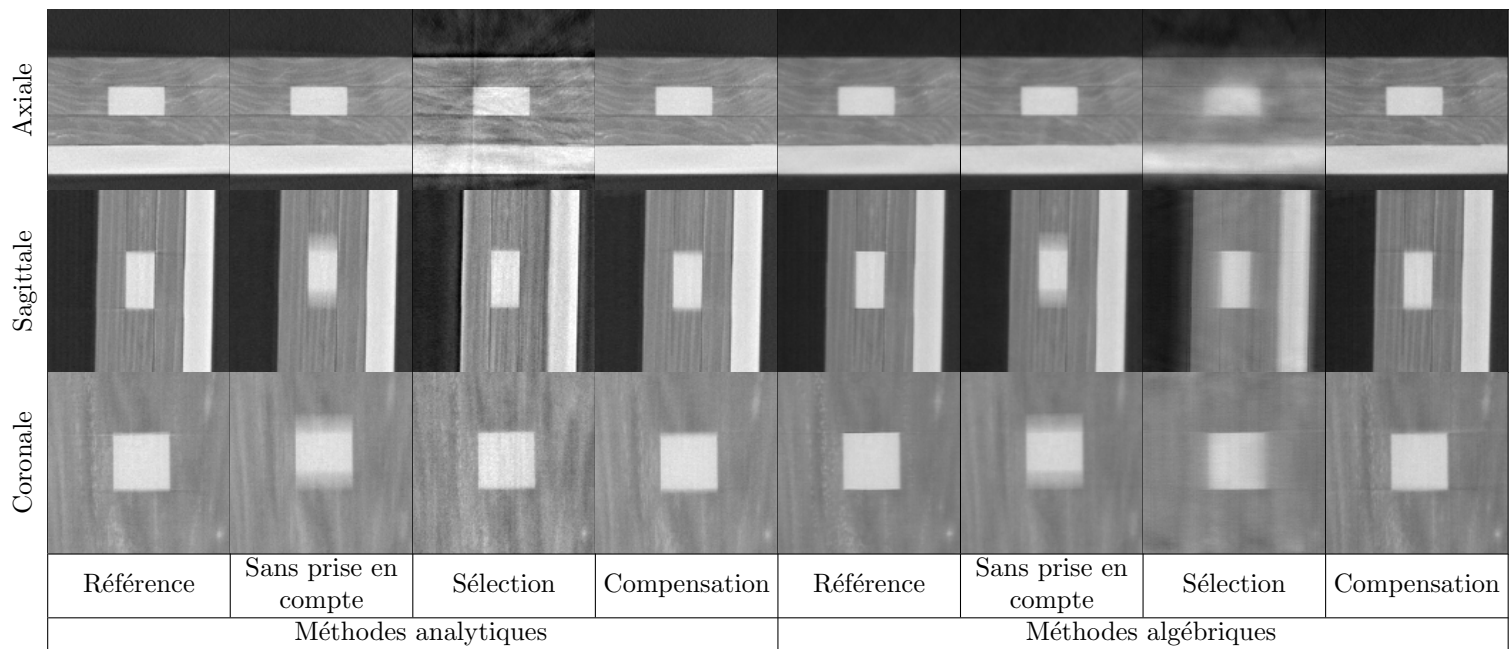 Axiale
Sagittale
Coronale
Référence
Sans prise en
compte
Sélection
Compensation
Référence
Sans prise en
compte
Sélection
Compensation
Méthodes analytiques
Méthodes algébriques